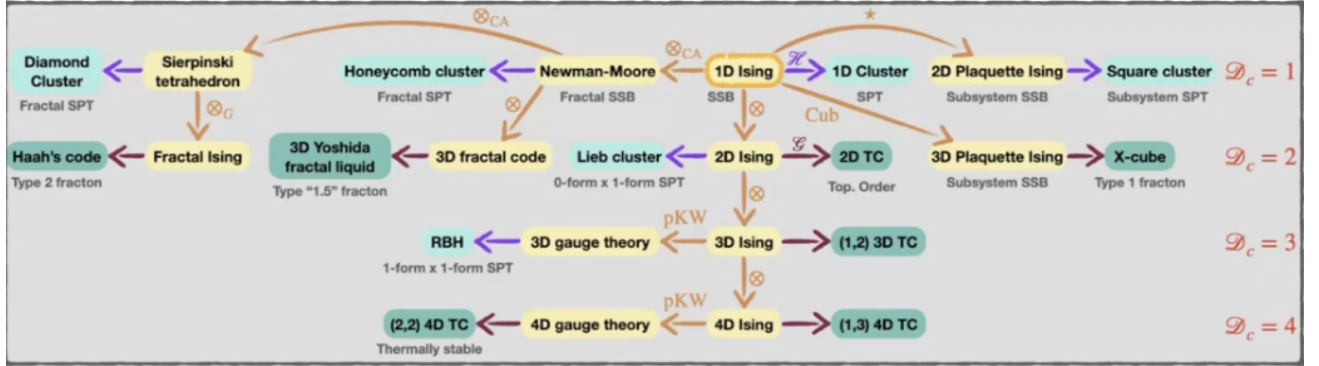 ⊗CA
★
Diamond
Cluster
Sierpinski
tetrahedron
Honeycomb cluster
Newman-Moore
⊗CA
1D Ising
ℋ
1D Cluster
2D Plaquette Ising
Square cluster
𝒟c = 1
Fractal SPT
Fractal SPT
Fractal SSB
SSB
SPT
Subsystem SSB
Subsystem SPT
⊗G
⊗
⊗
Cub
Haah's code
Fractal Ising
3D Yoshida
fractal liquid
3D fractal code
Lieb cluster
2D Ising
𝒢
2D TC
3D Plaquette Ising
X-cube
𝒟c = 2
Type 2 fracton
Type "1.5" fracton
0-form x 1-form SPT
Top. Order
Subsystem SSB
Type 1 fracton
⊗
pKW
RBH
3D gauge theory
3D Ising
(1,2) 3D TC
𝒟c = 3
1-form x 1-form SPT
⊗
pKW
(2,2) 4D TC
4D gauge theory
4D Ising
(1,3) 4D TC
𝒟c = 4
Thermally stable